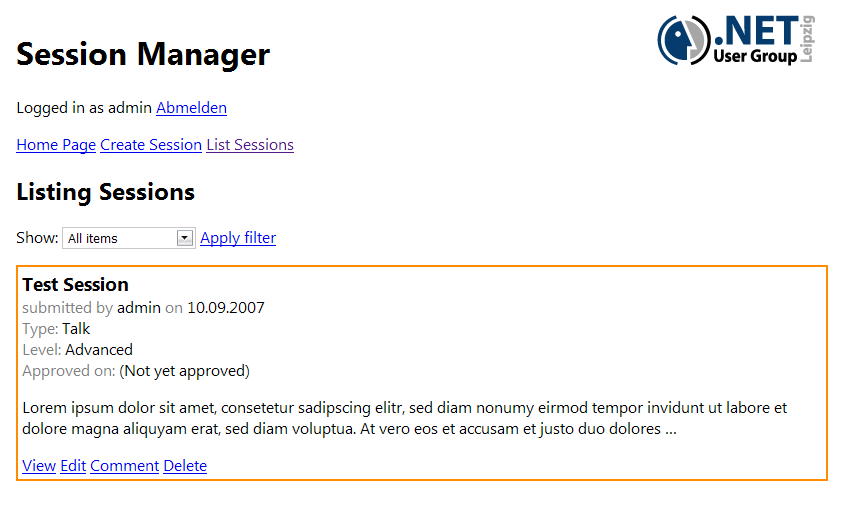 .NET
User Group
Leipzig
Session Manager
Logged in as admin Abmelden
Home Page Create Session List Sessions
Listing Sessions
Show: All items Apply filter
Test Session
submitted by admin on 10.09.2007
Type: Talk
Level: Advanced
Approved on: (Not yet approved)
Lorem ipsum dolor sit amet, consetetur sadipscing elitr, sed diam nonumy eirmod tempor invidunt ut labore et
dolore magna aliquyam erat, sed diam voluptua. At vero eos et accusam et justo duo dolores ...
View Edit Comment Delete